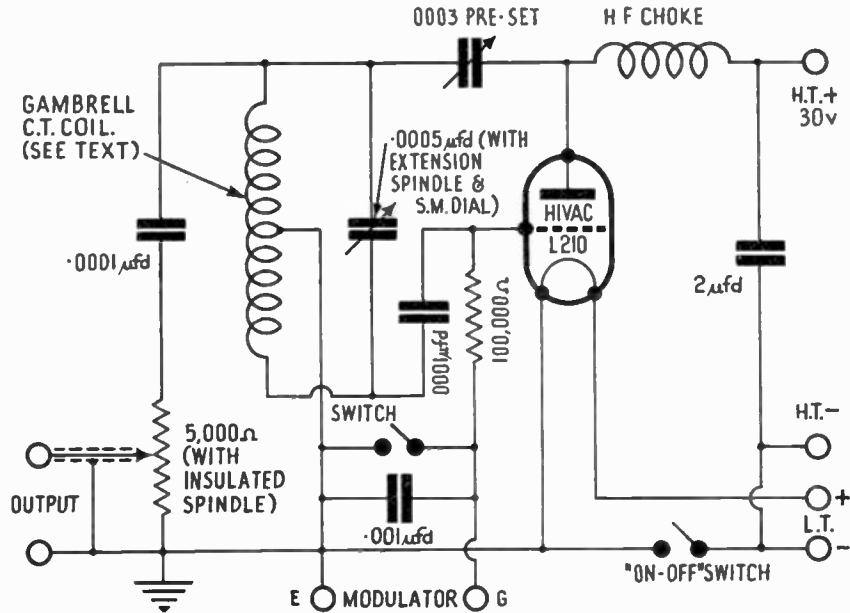 0003 PRE-SET
H F CHOKE
H.T.+
30v
GAMBRELL
C.T. COIL.
(SEE TEXT)
.0005μfd (WITH
EXTENSION
SPINDLE &
S.M. DIAL)
HIVAC
L210
.0001μfd
.0001μfd
100,000Ω
2μfd
SWITCH
5,000Ω
(WITH
INSULATED
SPINDLE)
H.T.-
OUTPUT
.001μfd
+
L.T.
-
"ON-OFF" SWITCH
E MODULATOR G